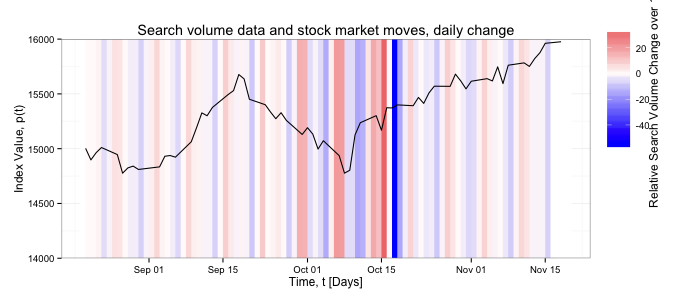 Search volume data and stock market moves, daily change
16000
15500
15000
14500
14000
Index Value, p(t)
Sep 01
Sep 15
Oct 01
Oct 15
Nov 01
Nov 15
Time, t [Days]
20
0
-20
-40
Relative Search Volume Change over